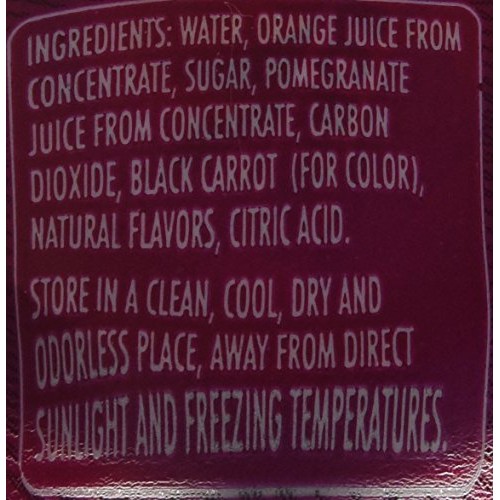 INGREDIENTS: WATER, ORANGE JUICE FROM
CONCENTRATE, SUGAR, POMEGRANATE
JUICE FROM CONCENTRATE, CARBON
DIOXIDE, BLACK CARROT (FOR COLOR),
NATURAL FLAVORS, CITRIC ACID.
STORE IN A CLEAN, COOL, DRY AND
ODORLESS PLACE, AWAY FROM DIRECT
SUNLIGHT AND FREEZING TEMPERATURES.